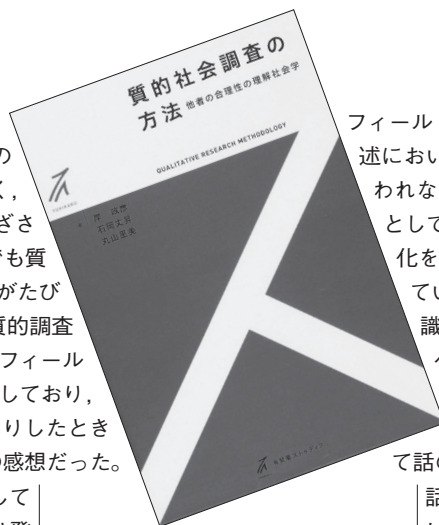 の
く，
ざさ
でも質
がたび
質的調査
フィール
しており，
りしたとき
の感想だった。
して
質的社会調査の
方法 他者の合理性の理解社会学
QUALITATIVE RESEARCH METHODOLOGY
YUHIKAKU
岸 政彦
石岡丈昇
丸山里美
有斐閣ストゥディア
フィール
述におい
われな
として
化を
てい
識
て話の
話